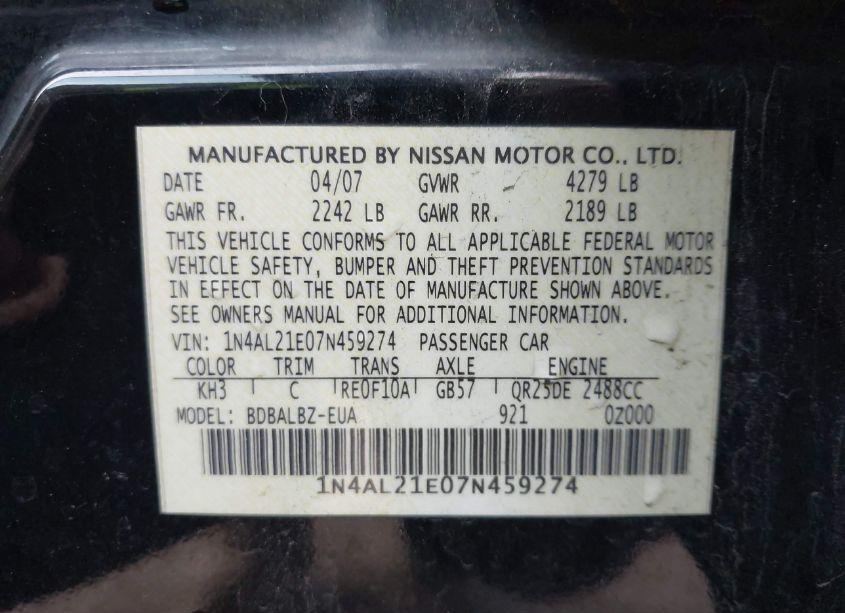 MANUFACTURED BY NISSAN MOTOR CO., LTD.
DATE 04/07 GVWR 4279 LB
GAWR FR. 2242 LB GAWR RR. 2189 LB
THIS VEHICLE CONFORMS TO ALL APPLICABLE FEDERAL MOTOR
VEHICLE SAFETY, BUMPER AND THEFT PREVENTION STANDARDS
IN EFFECT ON THE DATE OF MANUFACTURE SHOWN ABOVE.
SEE OWNERS MANUAL FOR ADDITIONAL INFORMATION.
VIN: 1N4AL21E07N459274 PASSENGER CAR
COLOR TRIM TRANS AXLE ENGINE
KH3 C RE0F10A GB57 QR25DE 2488CC
MODEL: BDBALBZ-EUA 921 0Z000
1N4AL21E07N459274